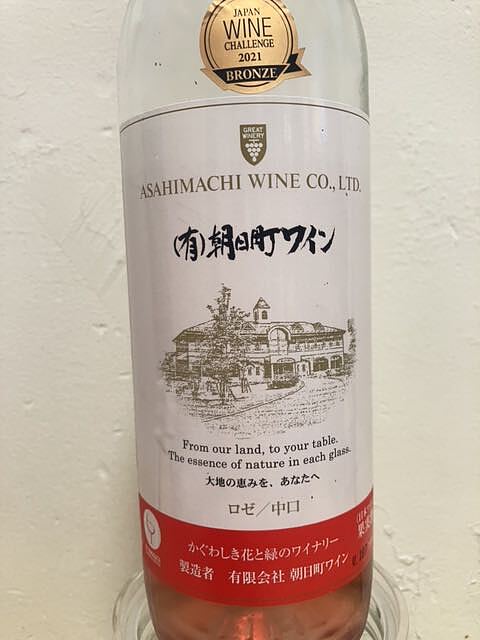 JAPAN
WINE
CHALLENGE
2021
BRONZE
GREAT
WINERY
ASAHIMACHI WINE CO., LTD.
(有)朝日町ワイン
From our land, to your table.
The essence of nature in each glass.
大地の恵みを、あなたへ
ロゼ／中口
かぐわしき花と緑のワイナリー
製造者 有限会社 朝日町ワイン